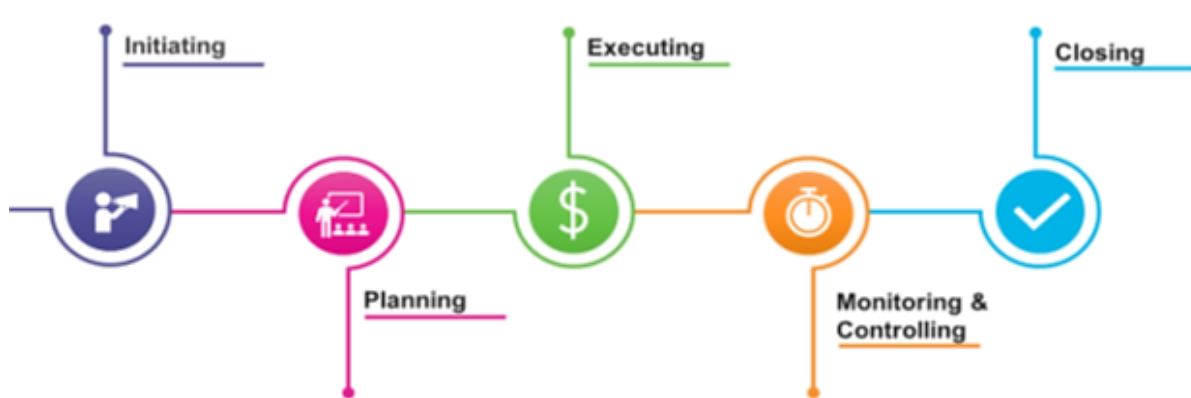 Initiating
Planning
Executing
Monitoring &
Controlling
Closing